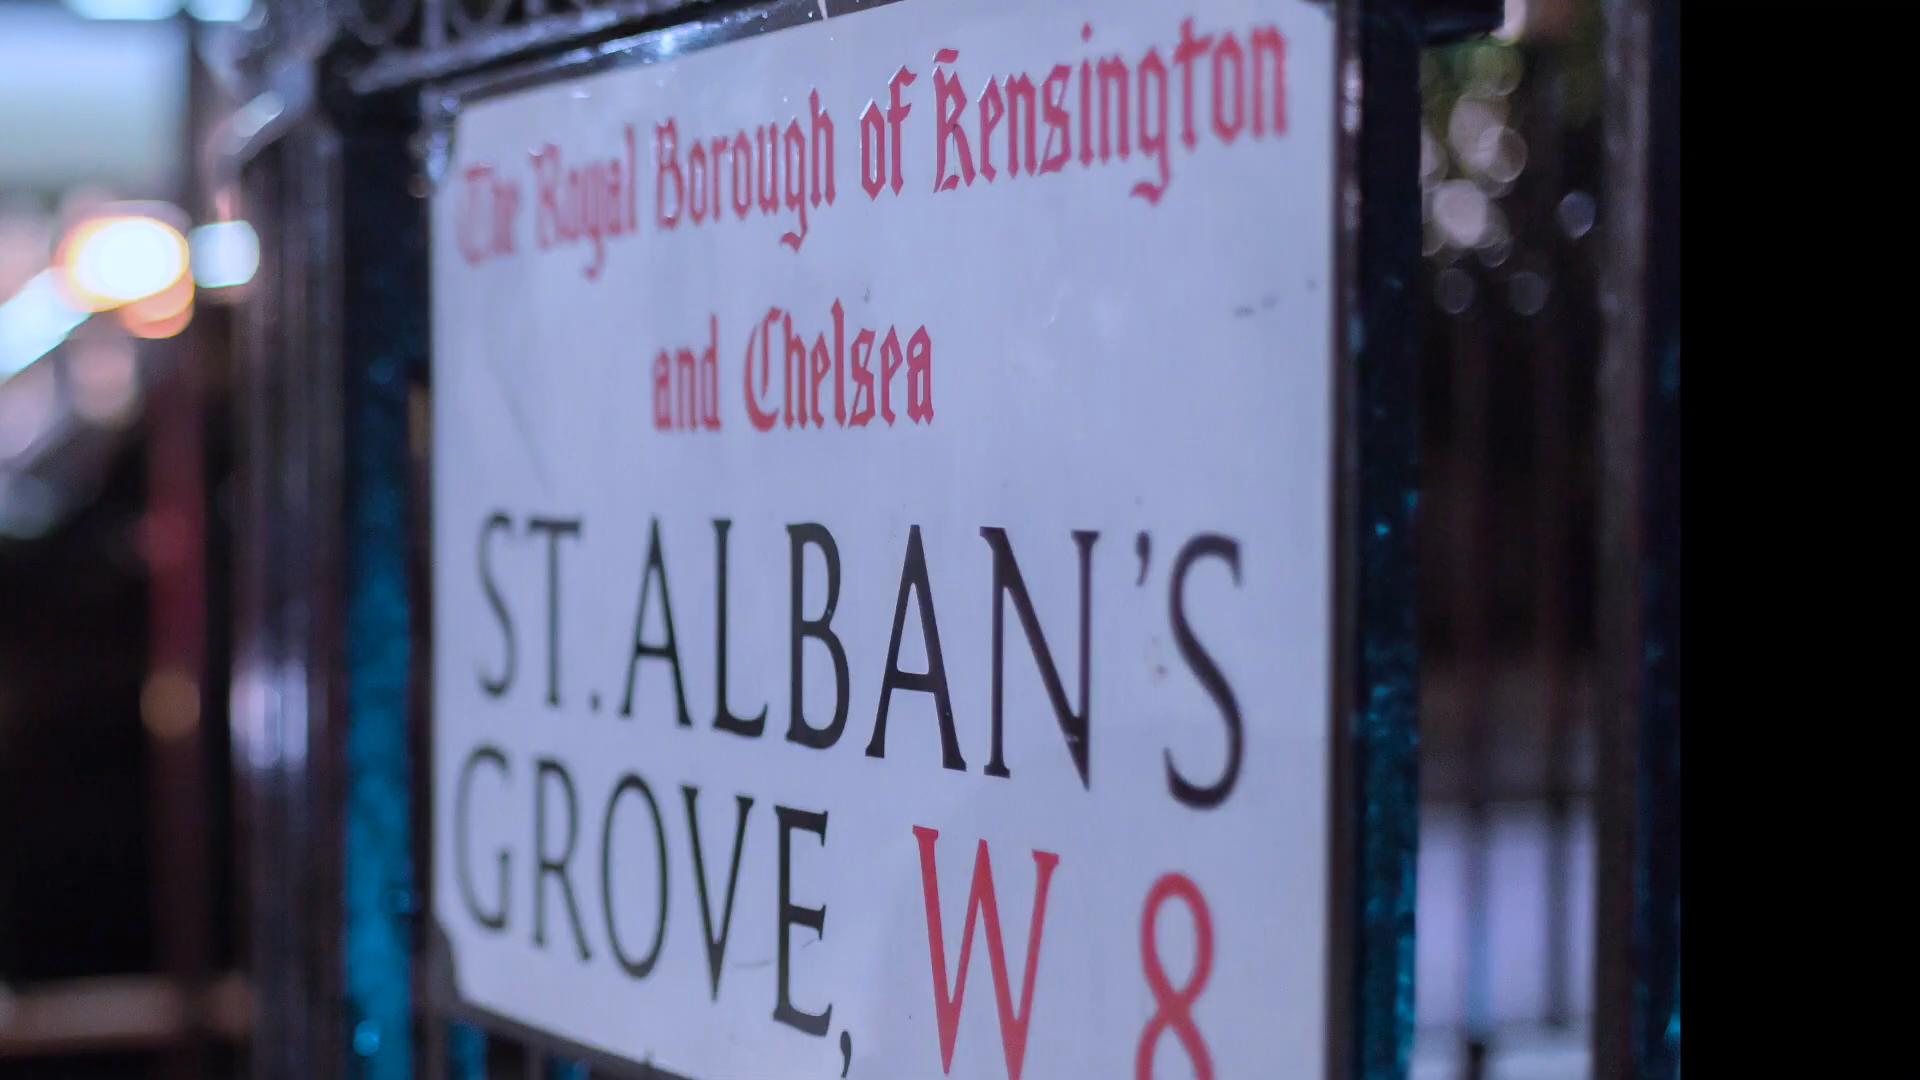 The Royal Borough of Kensington
and Chelsea
ST. ALBAN'S
GROVE, W 8